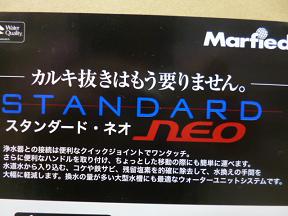 Water Quality
Marfied
カルキ抜きはもう要りません。
STANDARD
スタンダード・ネオ neo
浄水器との接続は便利なクイックジョイントでワンタッチ。
さらに便利なハンドルを取り付け、ちょっとした移動の際にも簡単に運べます。
水道水から入り込む、コケや鉄サビ、残留塩素を的確に除去して、水換えの手間を
大幅に軽減します。換水の量が多い大型水槽にも最適なウォーターユニットシステムです。